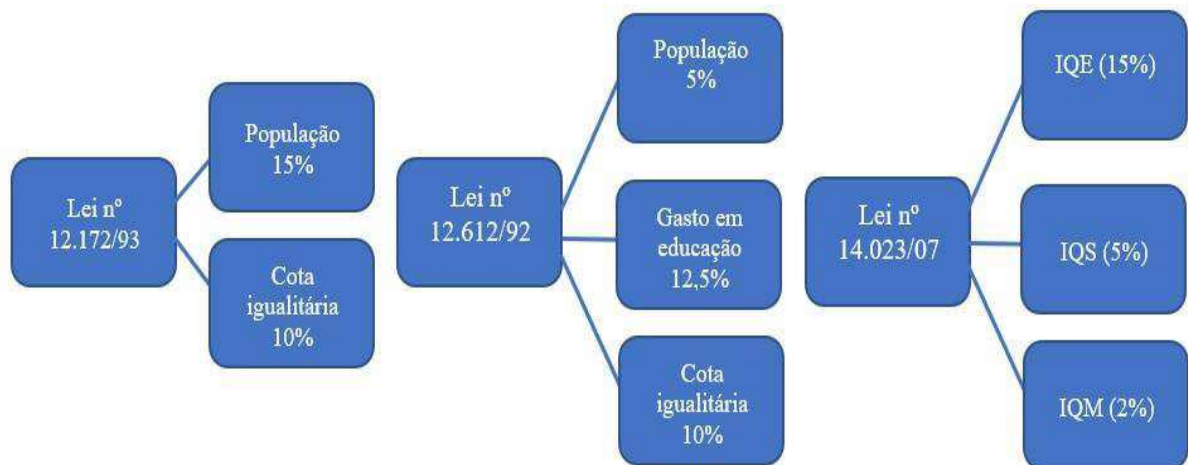 Lei nº
12.172/93
População
15%
Cota
igualitária
10%
Lei nº
12.612/92
População
5%
Gasto em
educação
12,5%
Cota
igualitária
10%
Lei nº
14.023/07
IQE (15%)
IQS (5%)
IQM (2%)